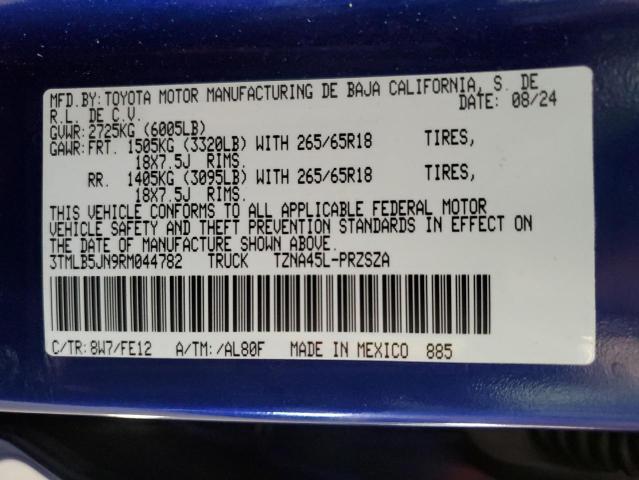 MFD.BY:TOYOTA MOTOR MANUFACTURING DE BAJA CALIFORNIA, S. DE
R.L. DE C.V. DATE: 08/24
GVWR:2725KG (6005LB)
GAWR:FRT. 1505KG (3320LB) WITH 265/65R18 TIRES,
18X7.5J RIMS.
RR. 1405KG (3095LB) WITH 265/65R18 TIRES,
18X7.5J RIMS.
THIS VEHICLE CONFORMS TO ALL APPLICABLE FEDERAL MOTOR
VEHICLE SAFETY AND THEFT PREVENTION STANDARDS IN EFFECT ON
THE DATE OF MANUFACTURE SHOWN ABOVE.
3TMLB5JN9RM044782 TRUCK TZNA45L-PRZSZA
C/TR:8W7/FE12 A/TM:/AL80F MADE IN MEXICO 885